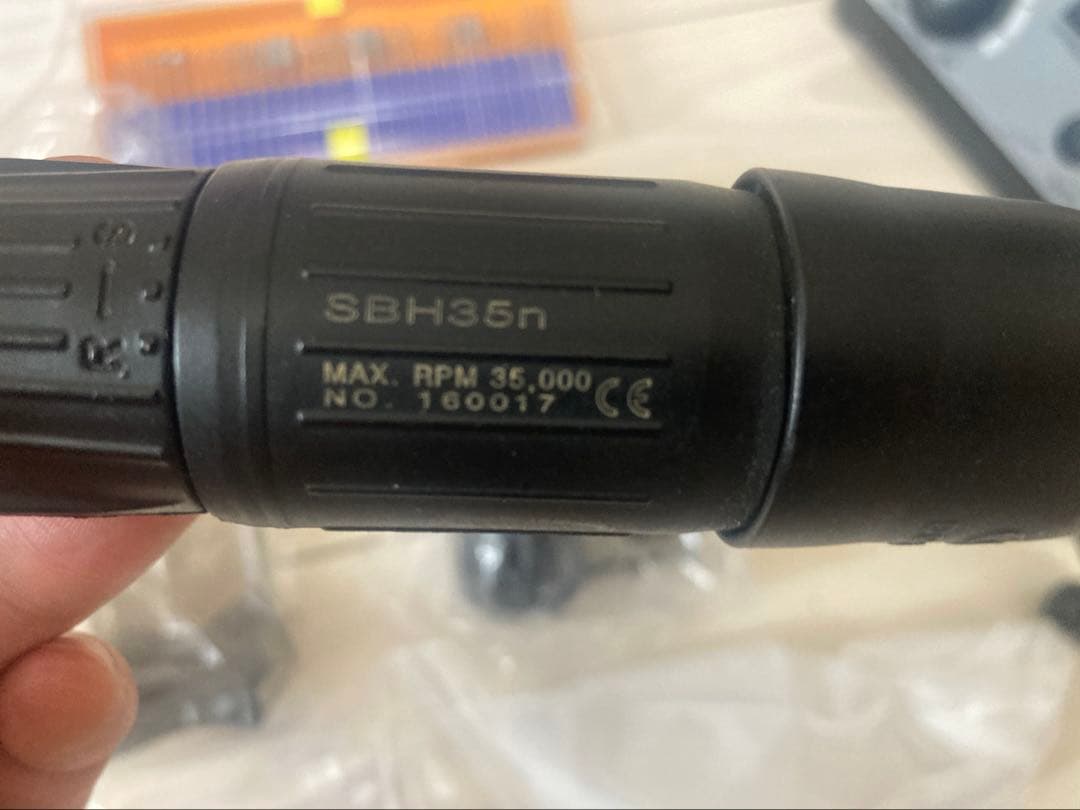 SBH35n
MAX. RPM 35,000
NO. 160017 CE
R — S